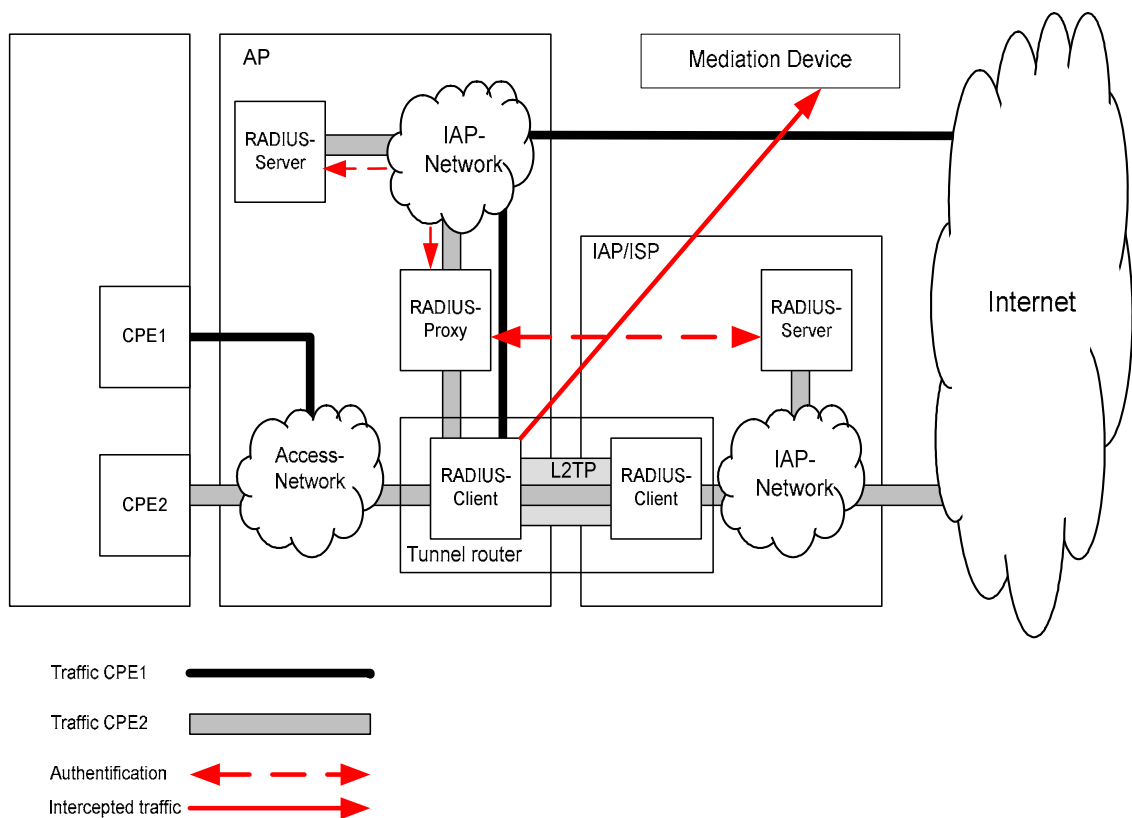 AP
Mediation Device
RADIUS-
Server
IAP-
Network
IAP/ISP
RADIUS-
Proxy
RADIUS-
Server
Internet
CPE1
Access-
Network
CPE2
RADIUS-
Client
L2TP
RADIUS-
Client
IAP-
Network
Tunnel router
Traffic CPE1
Traffic CPE2
Authentification
Intercepted traffic